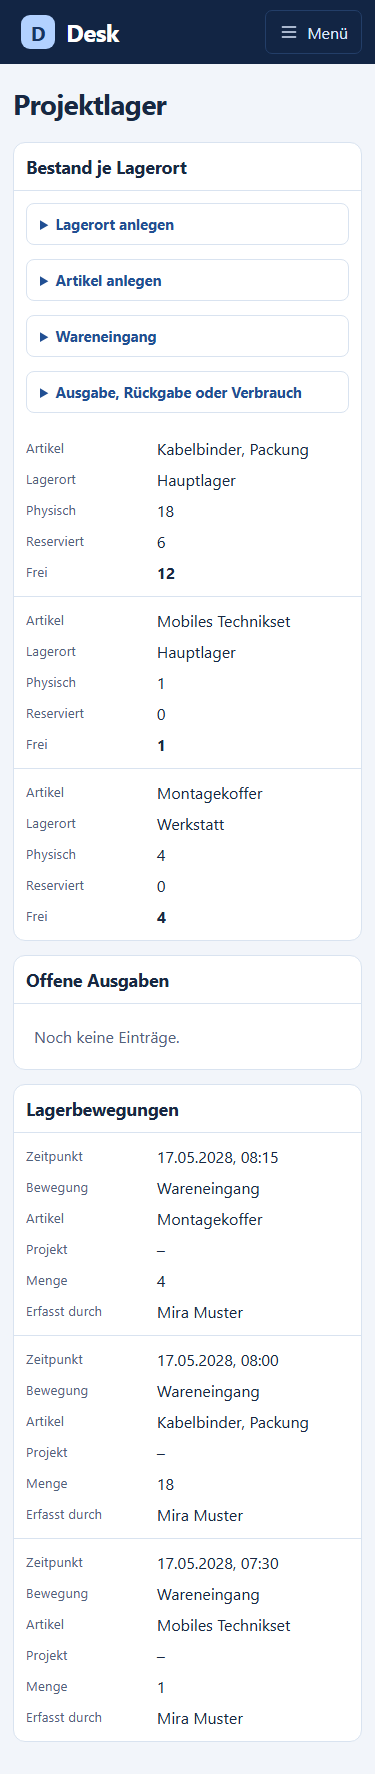 D Desk Menü
Projektlager
Bestand je Lagerort
Lagerort anlegen
Artikel anlegen
Wareneingang
Ausgabe, Rückgabe oder Verbrauch
Artikel Kabelbinder, Packung
Lagerort Hauptlager
Physisch 18
Reserviert 6
Frei 12
Artikel Mobiles Technikset
Lagerort Hauptlager
Physisch 1
Reserviert 0
Frei 1
Artikel Montagekoffer
Lagerort Werkstatt
Physisch 4
Reserviert 0
Frei 4
Offene Ausgaben
Noch keine Einträge.
Lagerbewegungen
Zeitpunkt 17.05.2028, 08:15
Bewegung Wareneingang
Artikel Montagekoffer
Projekt –
Menge 4
Erfasst durch Mira Muster
Zeitpunkt 17.05.2028, 08:00
Bewegung Wareneingang
Artikel Kabelbinder, Packung
Projekt –
Menge 18
Erfasst durch Mira Muster
Zeitpunkt 17.05.2028, 07:30
Bewegung Wareneingang
Artikel Mobiles Technikset
Projekt –
Menge 1
Erfasst durch Mira Muster